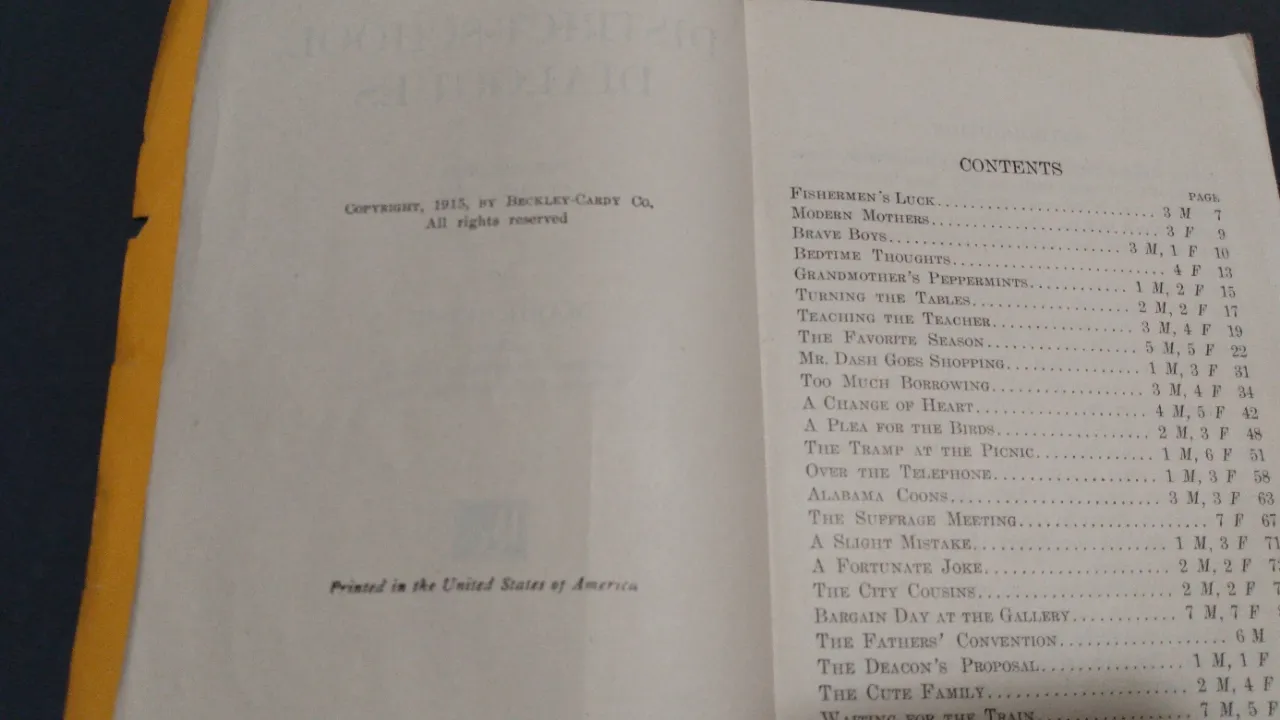 COPYRIGHT, 1915, BY BECKLEY-CARDY CO.
All rights reserved
Printed in the United States of America
CONTENTS
PAGE
FISHERMEN'S LUCK 3 M 7
MODERN MOTHERS 3 F 9
BRAVE BOYS 3 M, 1 F 10
BEDTIME THOUGHTS 4 F 13
GRANDMOTHER'S PEPPERMINTS 1 M, 2 F 15
TURNING THE TABLES 2 M, 2 F 17
TEACHING THE TEACHER 3 M, 4 F 19
THE FAVORITE SEASON 5 M, 5 F 22
MR. DASH GOES SHOPPING 1 M, 3 F 31
TOO MUCH BORROWING 3 M, 4 F 34
A CHANGE OF HEART 4 M, 5 F 42
A PLEA FOR THE BIRDS 2 M, 3 F 48
THE TRAMP AT THE PICNIC 1 M, 6 F 51
OVER THE TELEPHONE 1 M, 3 F 58
ALABAMA COONS 3 M, 3 F 63
THE SUFFRAGE MEETING 7 F 67
A SLIGHT MISTAKE 1 M, 3 F 71
A FORTUNATE JOKE 2 M, 2 F
THE CITY COUSINS 2 M, 2 F
BARGAIN DAY AT THE GALLERY 7 M, 7 F
THE FATHERS' CONVENTION 6 M
THE DEACON'S PROPOSAL 1 M, 1 F
THE CUTE FAMILY 2 M, 4 F
WAITING FOR THE TRAIN 7 M, 5 F